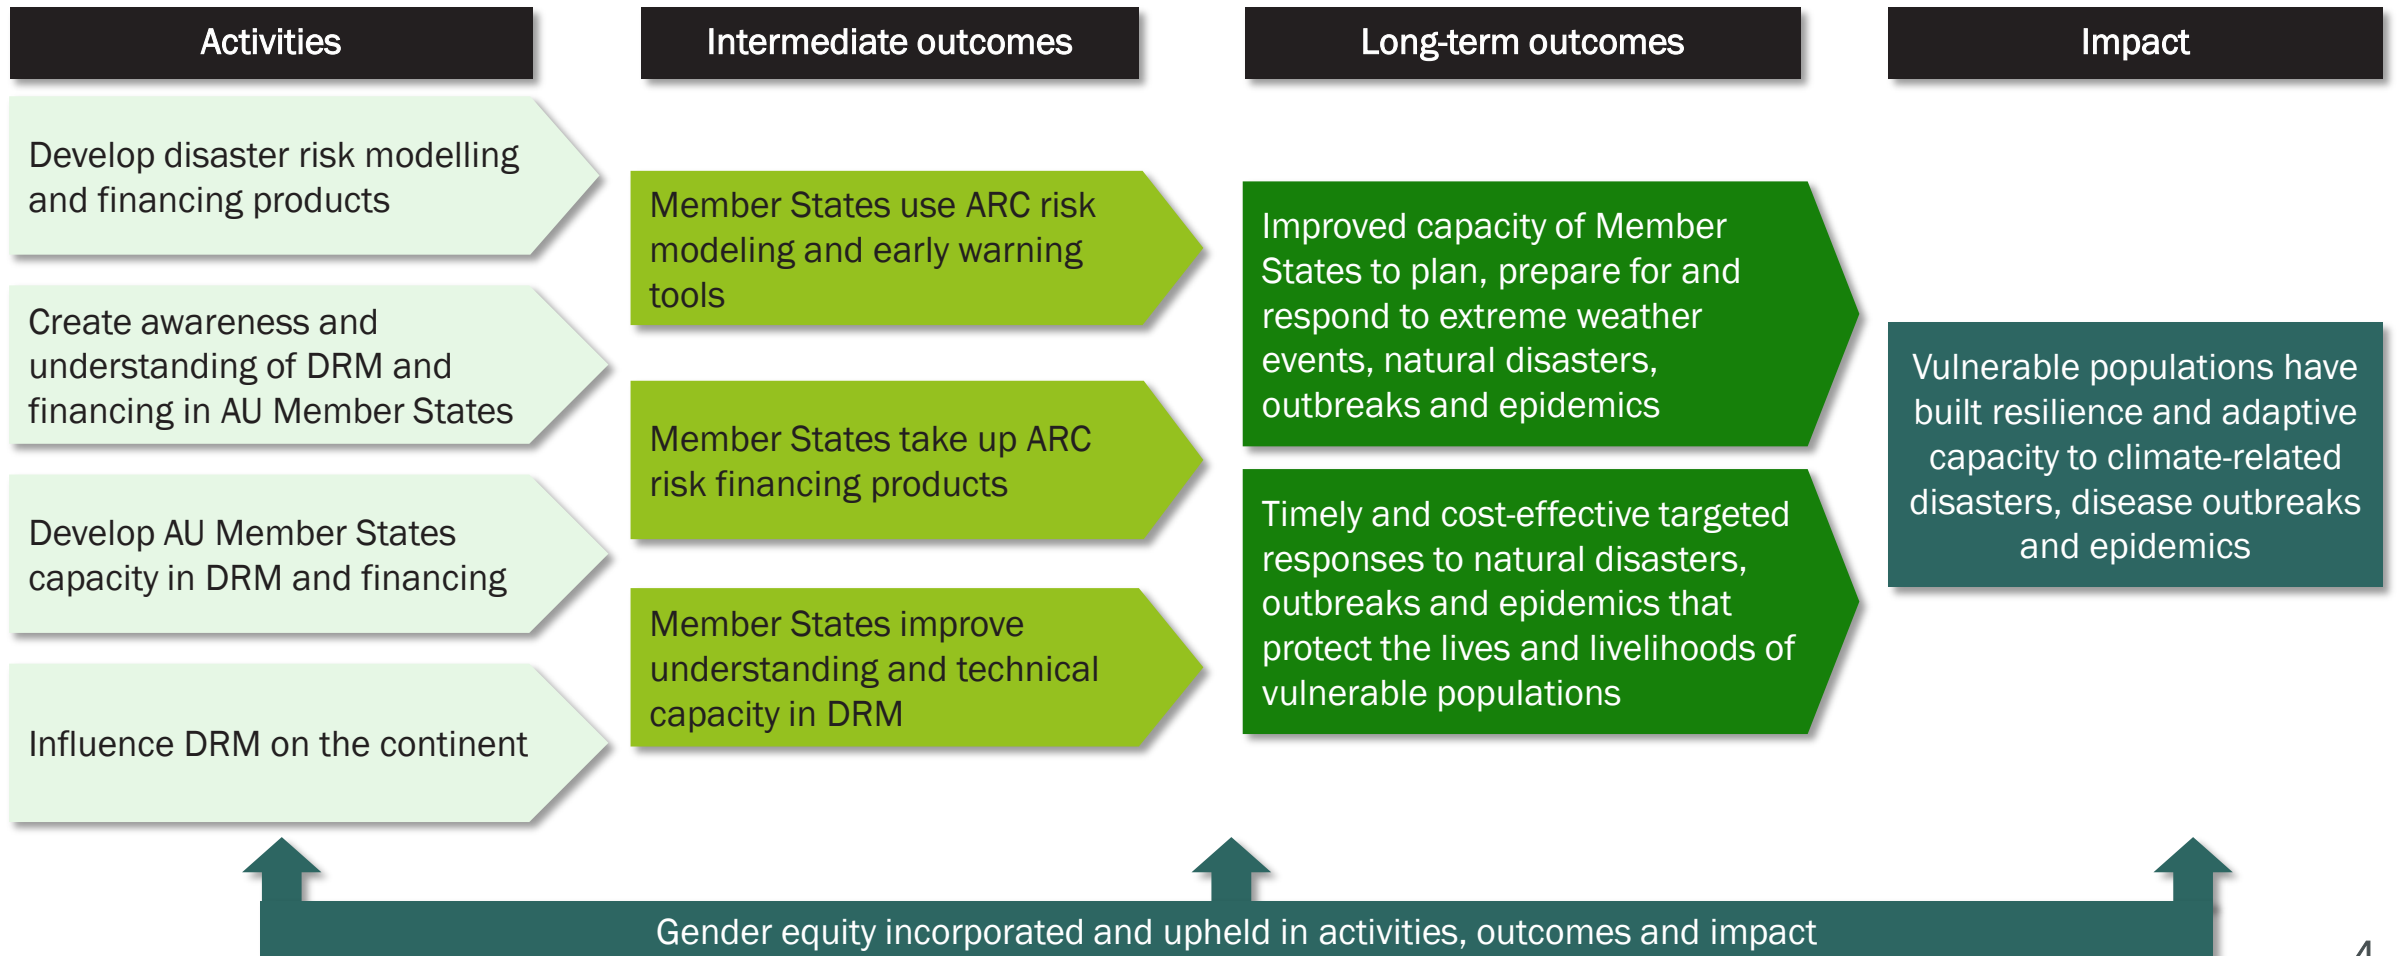 Activities
Intermediate outcomes
Long-term outcomes
Impact
Develop disaster risk modelling
and financing products
Create awareness and
understanding of DRM and
financing in AU Member States
Develop AU Member States
capacity in DRM and financing
Influence DRM on the continent
Member States use ARC risk
modeling and early warning
tools
Member States take up ARC
risk financing products
Member States improve
understanding and technical
capacity in DRM
Improved capacity of Member
States to plan, prepare for and
respond to extreme weather
events, natural disasters,
outbreaks and epidemics
Timely and cost-effective targeted
responses to natural disasters,
outbreaks and epidemics that
protect the lives and livelihoods of
vulnerable populations
Vulnerable populations have
built resilience and adaptive
capacity to climate-related
disasters, disease outbreaks
and epidemics
Gender equity incorporated and upheld in activities, outcomes and impact
4